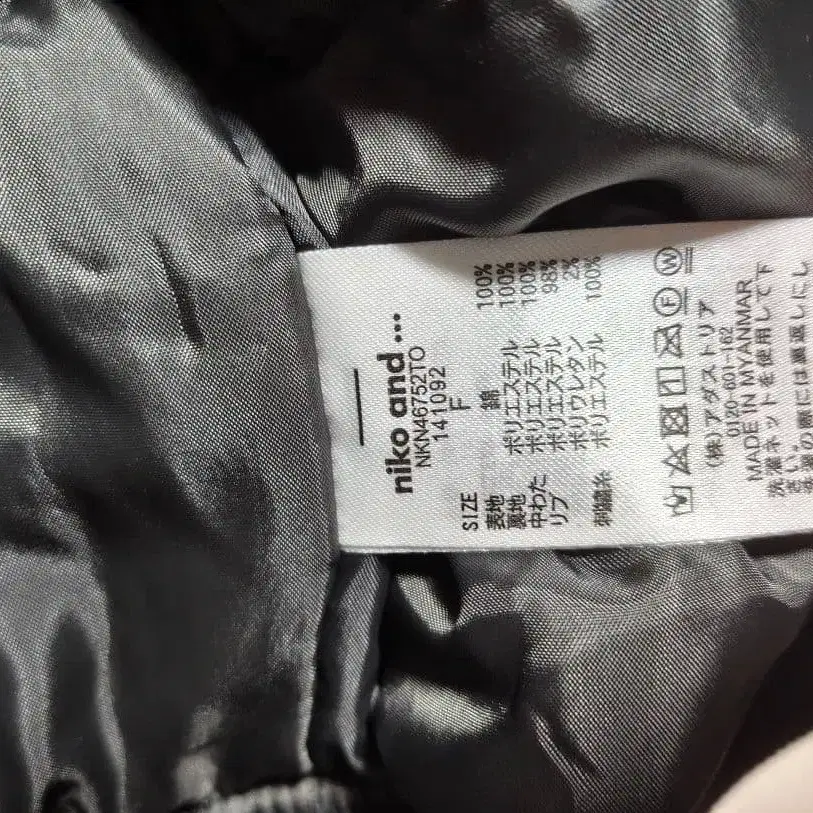 niko and ...
NKN46752TO
141092
SIZE F
表地 綿 100%
裏地 ポリエステル 100%
中わた ポリエステル 100%
リブ ポリエステル 98%
ポリウレタン 2%
刺繍糸 ポリエステル 100%
F W
(株)アダストリア
0120-601-162
MADE IN MYANMAR
洗濯ネットを使用して下
さい。
の際には裏返しにし